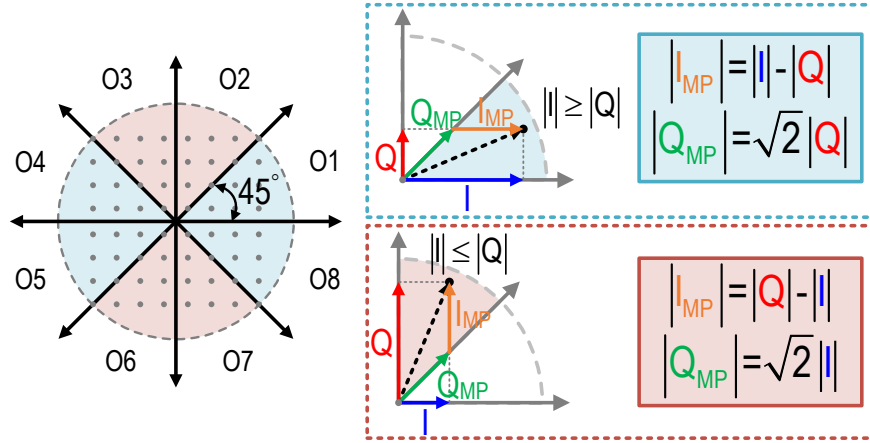 O3
O2
O4
O1
45°
O5
O8
O6
O7
Q_MP
I_MP
|I| ≥ |Q|
Q
I
|I_MP| = |I| - |Q|
|Q_MP| = √2 |Q|
|I| ≤ |Q|
Q
I_MP
Q_MP
I
|I_MP| = |Q| - |I|
|Q_MP| = √2 |I|